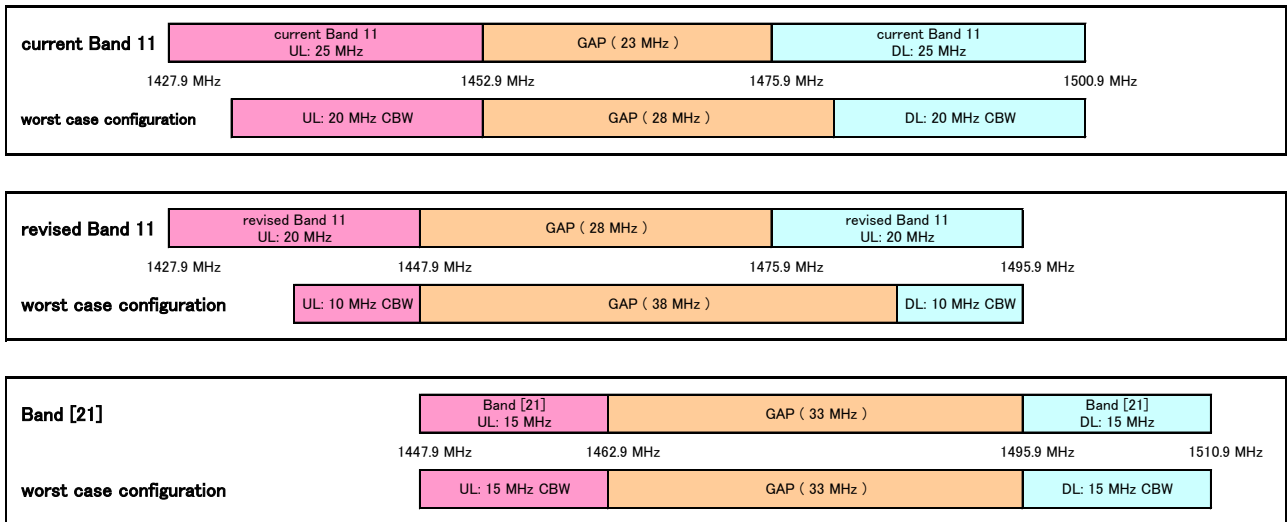 current Band 11
current Band 11
UL: 25 MHz
GAP ( 23 MHz )
current Band 11
DL: 25 MHz
1427.9 MHz
1452.9 MHz
1475.9 MHz
1500.9 MHz
worst case configuration
UL: 20 MHz CBW
GAP ( 28 MHz )
DL: 20 MHz CBW
revised Band 11
revised Band 11
UL: 20 MHz
GAP ( 28 MHz )
revised Band 11
UL: 20 MHz
1427.9 MHz
1447.9 MHz
1475.9 MHz
1495.9 MHz
worst case configuration
UL: 10 MHz CBW
GAP ( 38 MHz )
DL: 10 MHz CBW
Band [21]
Band [21]
UL: 15 MHz
GAP ( 33 MHz )
Band [21]
DL: 15 MHz
1447.9 MHz
1462.9 MHz
1495.9 MHz
1510.9 MHz
worst case configuration
UL: 15 MHz CBW
GAP ( 33 MHz )
DL: 15 MHz CBW